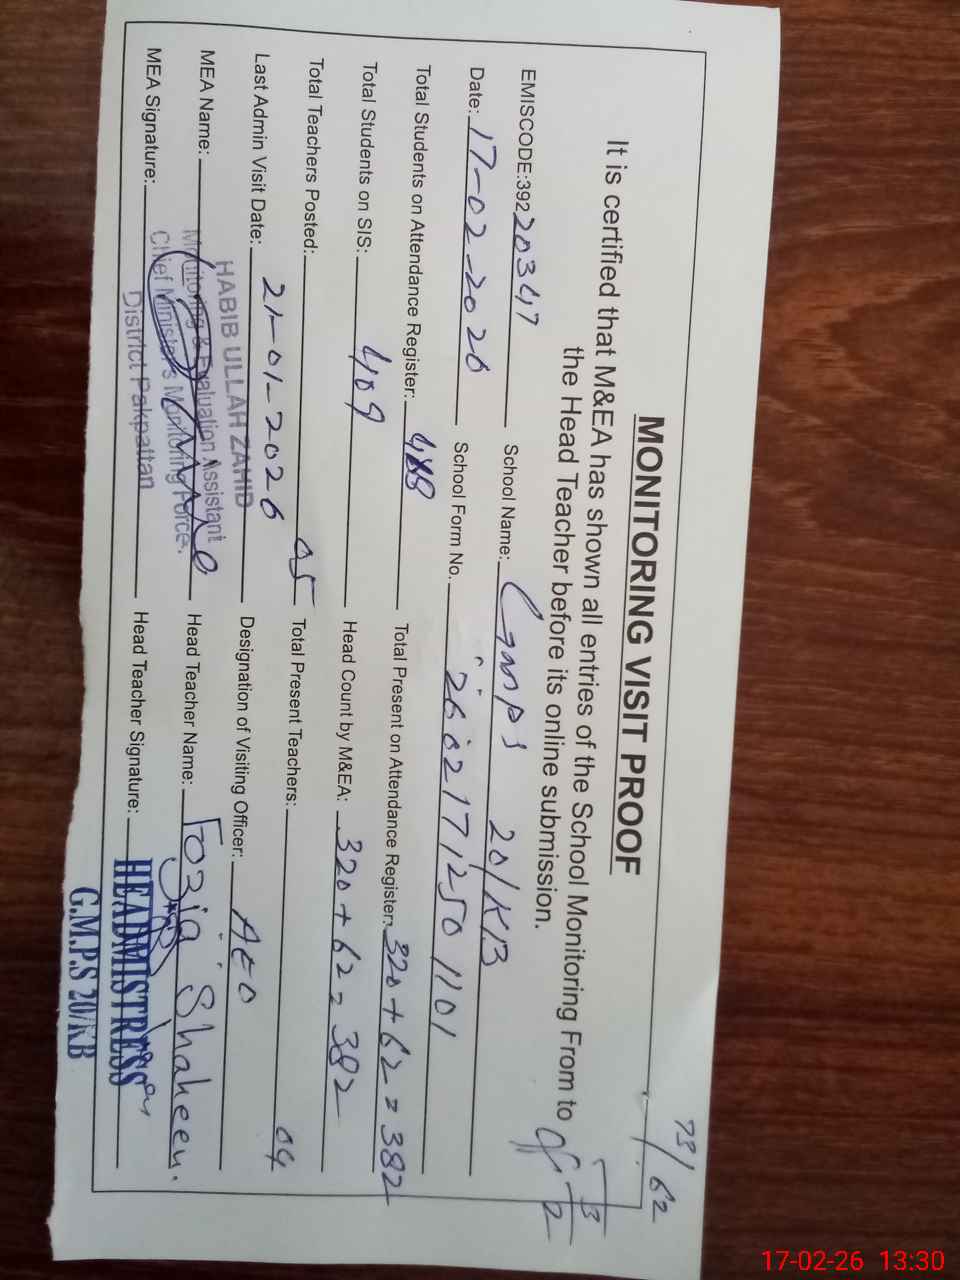 73/62
MONITORING VISIT PROOF
It is certified that M&EA has shown all entries of the School Monitoring From to
the Head Teacher before its online submission.
EMISCODE:39220347 School Name: Gmps 20/KB
Date: 17-02-2026 School Form No. 2602171250 1101
Total Students on Attendance Register: 488 Total Present on Attendance Register: 320+62=382
Total Students on SIS: 409 Head Count by M&EA: 320+62=382
Total Teachers Posted: 05 Total Present Teachers: 04
Last Admin Visit Date: 21-01-2026 Designation of Visiting Officer: AEO
HABIB ULLAH ZAHID
MEA Name: Monitoring & Evaluation Assistant Head Teacher Name: Fozia Shaheen.
Chief Minister's Monitoring Force.
MEA Signature: District Pakpattan Head Teacher Signature:
HEADMISTRESS
G.M.P.S 20/KB
17-02-26 13:30